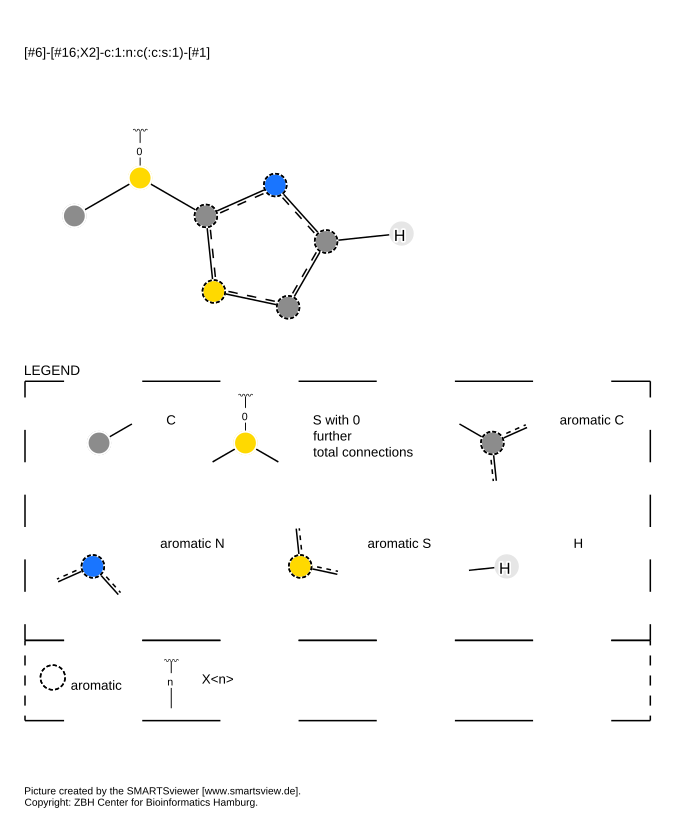 [#6]-[#16;X2]-c:1:n:c(:c:s:1)-[#1]
0
H
LEGEND
C
0
S with 0
further
total connections
aromatic C
aromatic N
aromatic S
H
H
aromatic
n
X<n>
Picture created by the SMARTSviewer [www.smartsview.de].
Copyright: ZBH Center for Bioinformatics Hamburg.